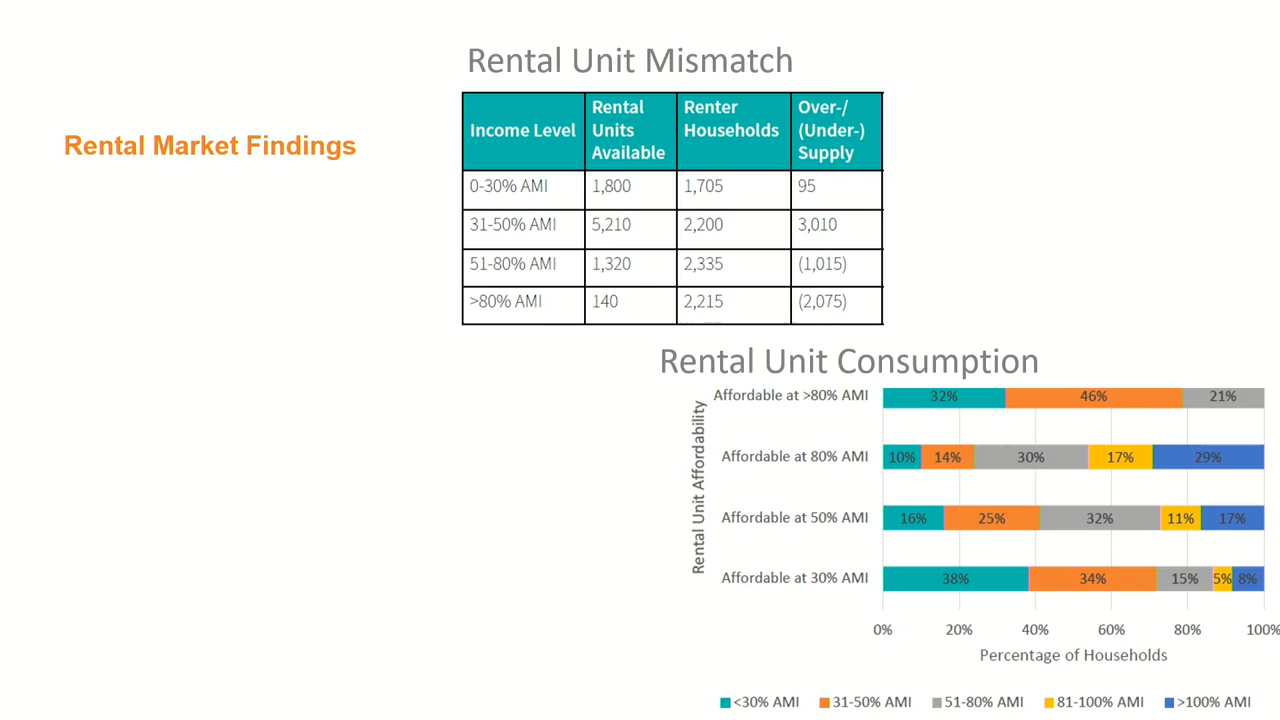 Rental Market Findings
Rental Unit Mismatch
Income Level
Rental
Units
Available
Renter
Households
Over-/
(Under-)
Supply
0-30% AMI 1,800 1,705 95
31-50% AMI 5,210 2,200 3,010
51-80% AMI 1,320 2,335 (1,015)
>80% AMI 140 2,215 (2,075)
Rental Unit Consumption
Rental Unit Affordability
Affordable at >80% AMI 32% 46% 21%
Affordable at 80% AMI 10% 14% 30% 17% 29%
Affordable at 50% AMI 16% 25% 32% 11% 17%
Affordable at 30% AMI 38% 34% 15% 5% 8%
0% 20% 40% 60% 80% 100%
Percentage of Households
<30% AMI 31-50% AMI 51-80% AMI 81-100% AMI >100% AMI